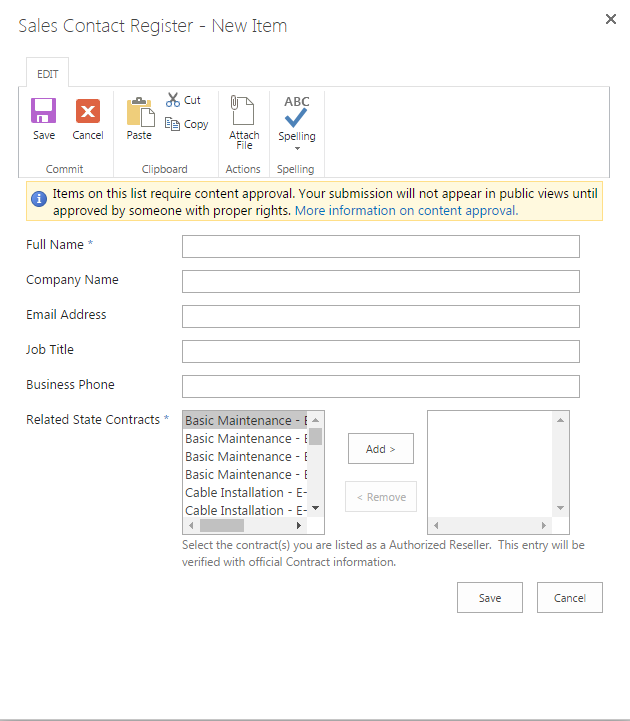 Sales Contact Register - New Item
EDIT
Save
Cancel
Paste
Cut
Copy
Attach
File
ABC
Spelling
Commit
Clipboard
Actions
Spelling
Items on this list require content approval. Your submission will not appear in public views until
approved by someone with proper rights. More information on content approval.
Full Name *
Company Name
Email Address
Job Title
Business Phone
Related State Contracts *
Basic Maintenance - E
Basic Maintenance - E
Basic Maintenance - E
Basic Maintenance - E
Cable Installation - E-
Cable Installation - E-
Add >
< Remove
Select the contract(s) you are listed as a Authorized Reseller. This entry will be
verified with official Contract information.
Save
Cancel